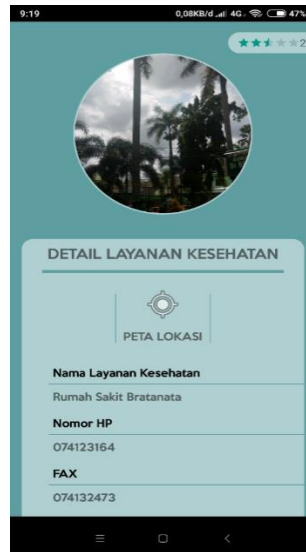 9:19
0,08KB/d 4G 47%
2
DETAIL LAYANAN KESEHATAN
PETA LOKASI
Nama Layanan Kesehatan
Rumah Sakit Bratanata
Nomor HP
074123164
FAX
074132473